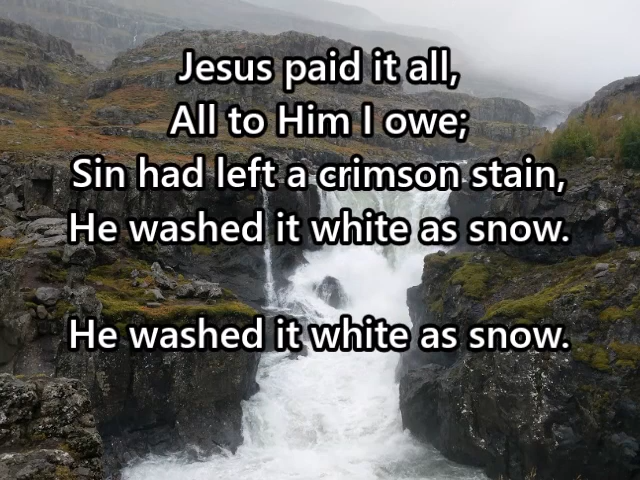 Jesus paid it all,
All to Him I owe;
Sin had left a crimson stain,
He washed it white as snow.
He washed it white as snow.